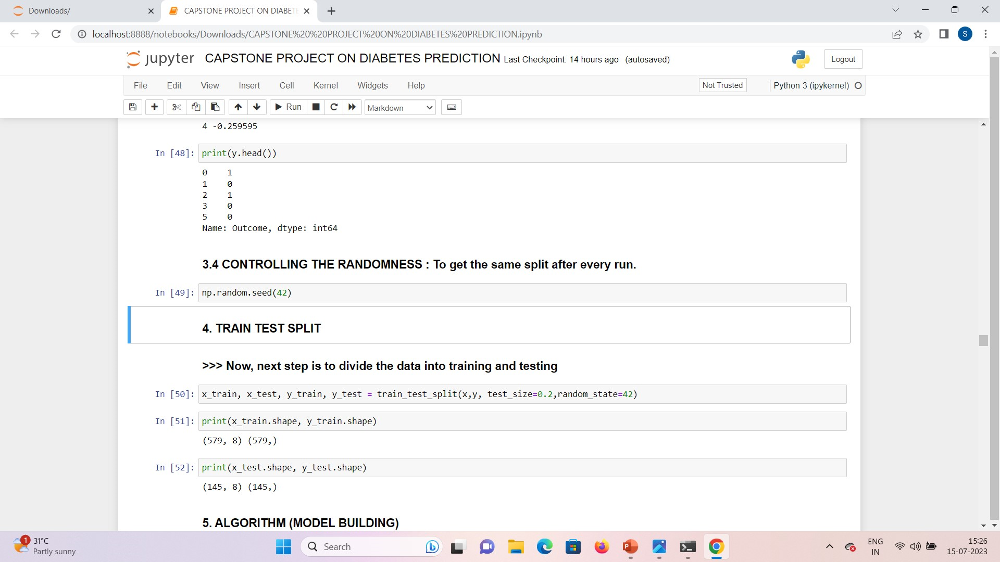 Downloads/
CAPSTONE PROJECT ON DIABET
localhost:8888/notebooks/Downloads/CAPSTONE%20%20PROJECT%20ON%20DIABETES%20PREDICTION.ipynb
S
jupyter CAPSTONE PROJECT ON DIABETES PREDICTION Last Checkpoint: 14 hours ago (autosaved)
Logout
File Edit View Insert Cell Kernel Widgets Help
Not Trusted
Python 3 (ipykernel)
Run
Markdown
4 -0.259595
In [48]: print(y.head())
0    1
1    0
2    1
3    0
5    0
Name: Outcome, dtype: int64
3.4 CONTROLLING THE RANDOMNESS : To get the same split after every run.
In [49]: np.random.seed(42)
4. TRAIN TEST SPLIT
>>> Now, next step is to divide the data into training and testing
In [50]: x_train, x_test, y_train, y_test = train_test_split(x,y, test_size=0.2,random_state=42)
In [51]: print(x_train.shape, y_train.shape)
(579, 8) (579,)
In [52]: print(x_test.shape, y_test.shape)
(145, 8) (145,)
5. ALGORITHM (MODEL BUILDING)
1
31°C
Partly sunny
Search
ENG
IN
15:26
15-07-2023